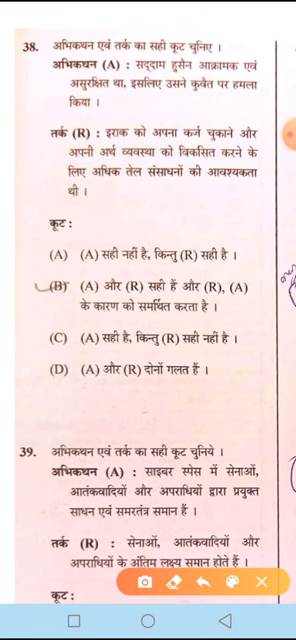 38. अभिकथन एवं तर्क का सही कूट चुनिए ।
अभिकथन (A) : सद्दाम हुसैन आक्रामक एवं
असुरक्षित था, इसलिए उसने कुवैत पर हमला
किया ।
तर्क (R) : इराक को अपना कर्ज चुकाने और
अपनी अर्थ व्यवस्था को विकसित करने के
लिए अधिक तेल संसाधनों की आवश्यकता
थी ।
कूट :
(A) (A) सही नहीं है, किन्तु (R) सही है ।
(B) (A) और (R) सही हैं और (R), (A)
के कारण को समर्थित करता है ।
(C) (A) सही है, किन्तु (R) सही नहीं है ।
(D) (A) और (R) दोनों गलत हैं ।
39. अभिकथन एवं तर्क का सही कूट चुनिये ।
अभिकथन (A) : साइबर स्पेस में सेनाओं,
आतंकवादियों और अपराधियों द्वारा प्रयुक्त
साधन एवं समरतंत्र समान हैं ।
तर्क (R) : सेनाओं, आतंकवादियों और
अपराधियों के अंतिम लक्ष्य समान होते हैं ।
कूट :